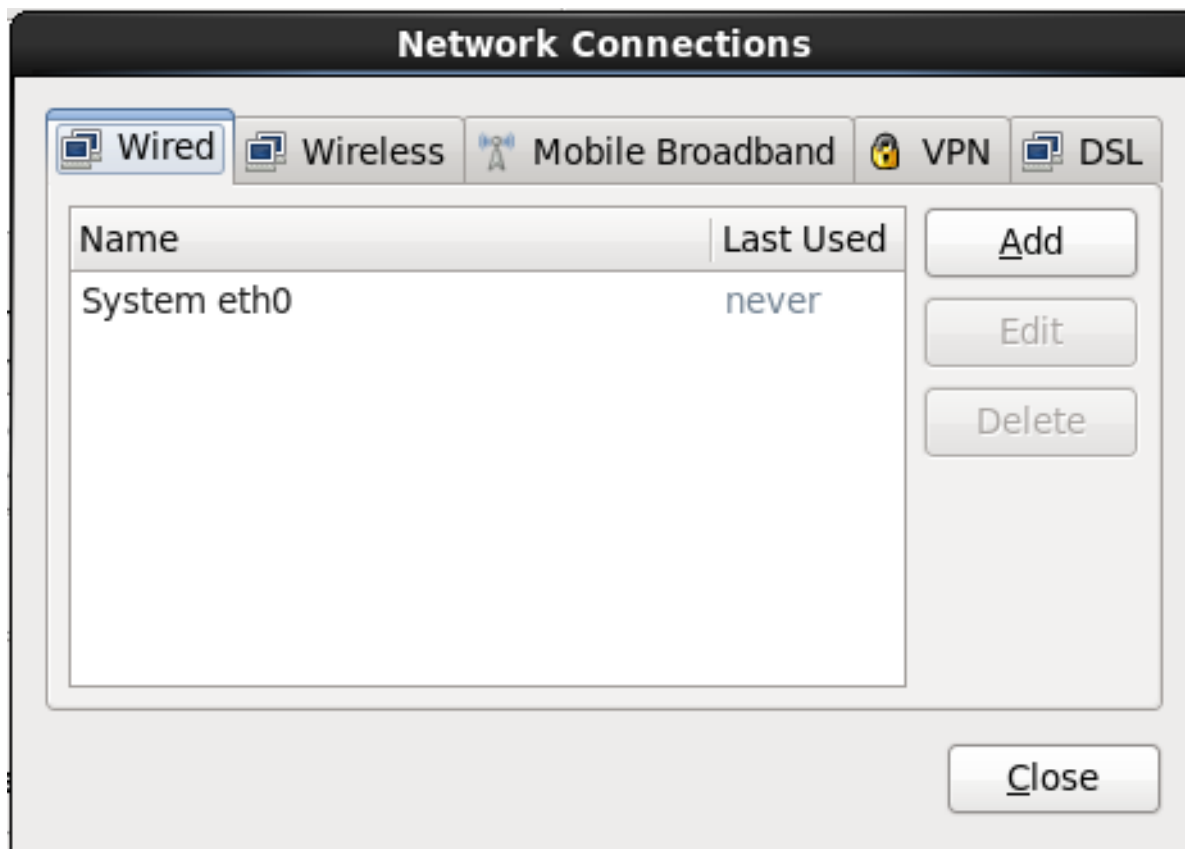 Network Connections
Wired Wireless Mobile Broadband VPN DSL
Name Last Used Add
System eth0 never
Edit
Delete
Close